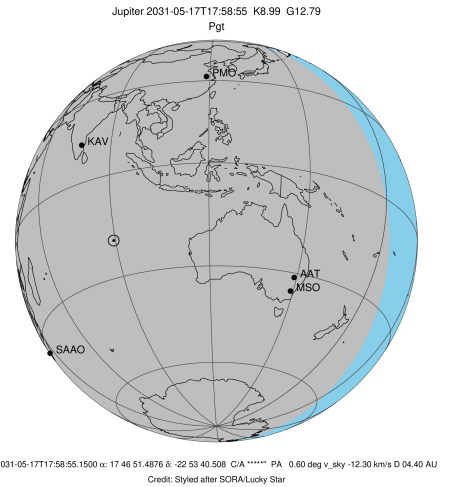 Jupiter 2031-05-17T17:58:55  K8.99  G12.79
Pgt
PMO
KAV
AAT
MSO
SAAO
031-05-17T17:58:55.1500 α: 17 46 51.4876 δ: -22 53 40.508  C/A *****"  PA   0.60 deg v_sky -12.30 km/s D 04.40 AU
Credit: Styled after SORA/Lucky Star